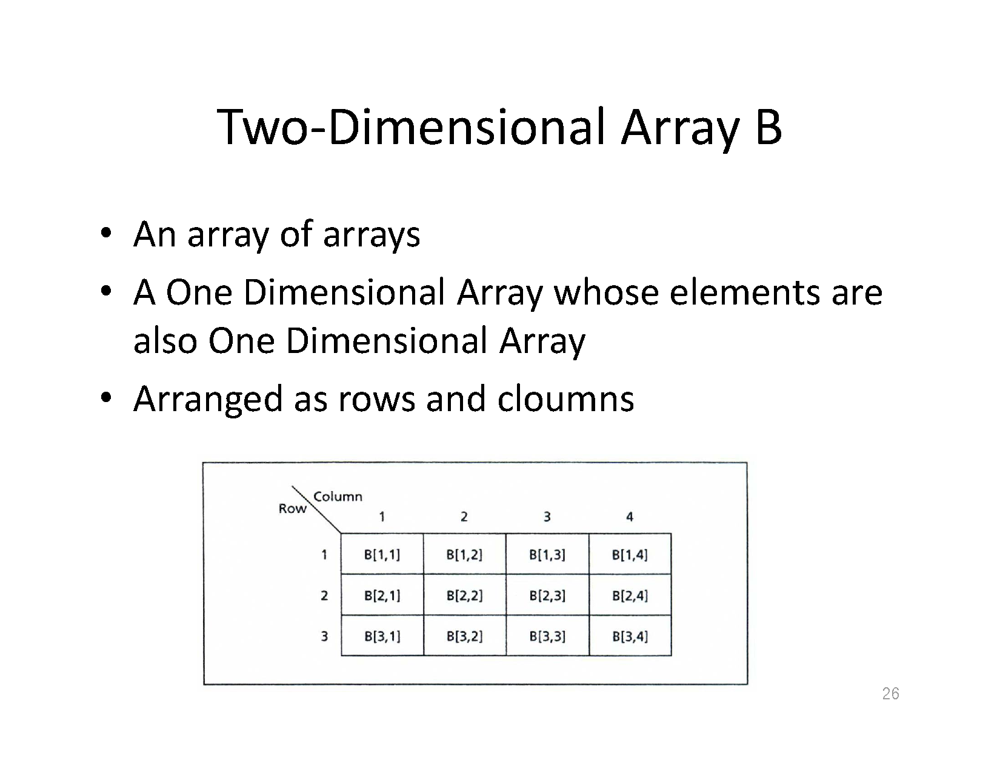 Two-Dimensional Array B
• An array of arrays
• A One Dimensional Array whose elements are
also One Dimensional Array
• Arranged as rows and cloumns
Column
Row
1 2 3 4
1 B[1,1] B[1,2] B[1,3] B[1,4]
2 B[2,1] B[2,2] B[2,3] B[2,4]
3 B[3,1] B[3,2] B[3,3] B[3,4]
26